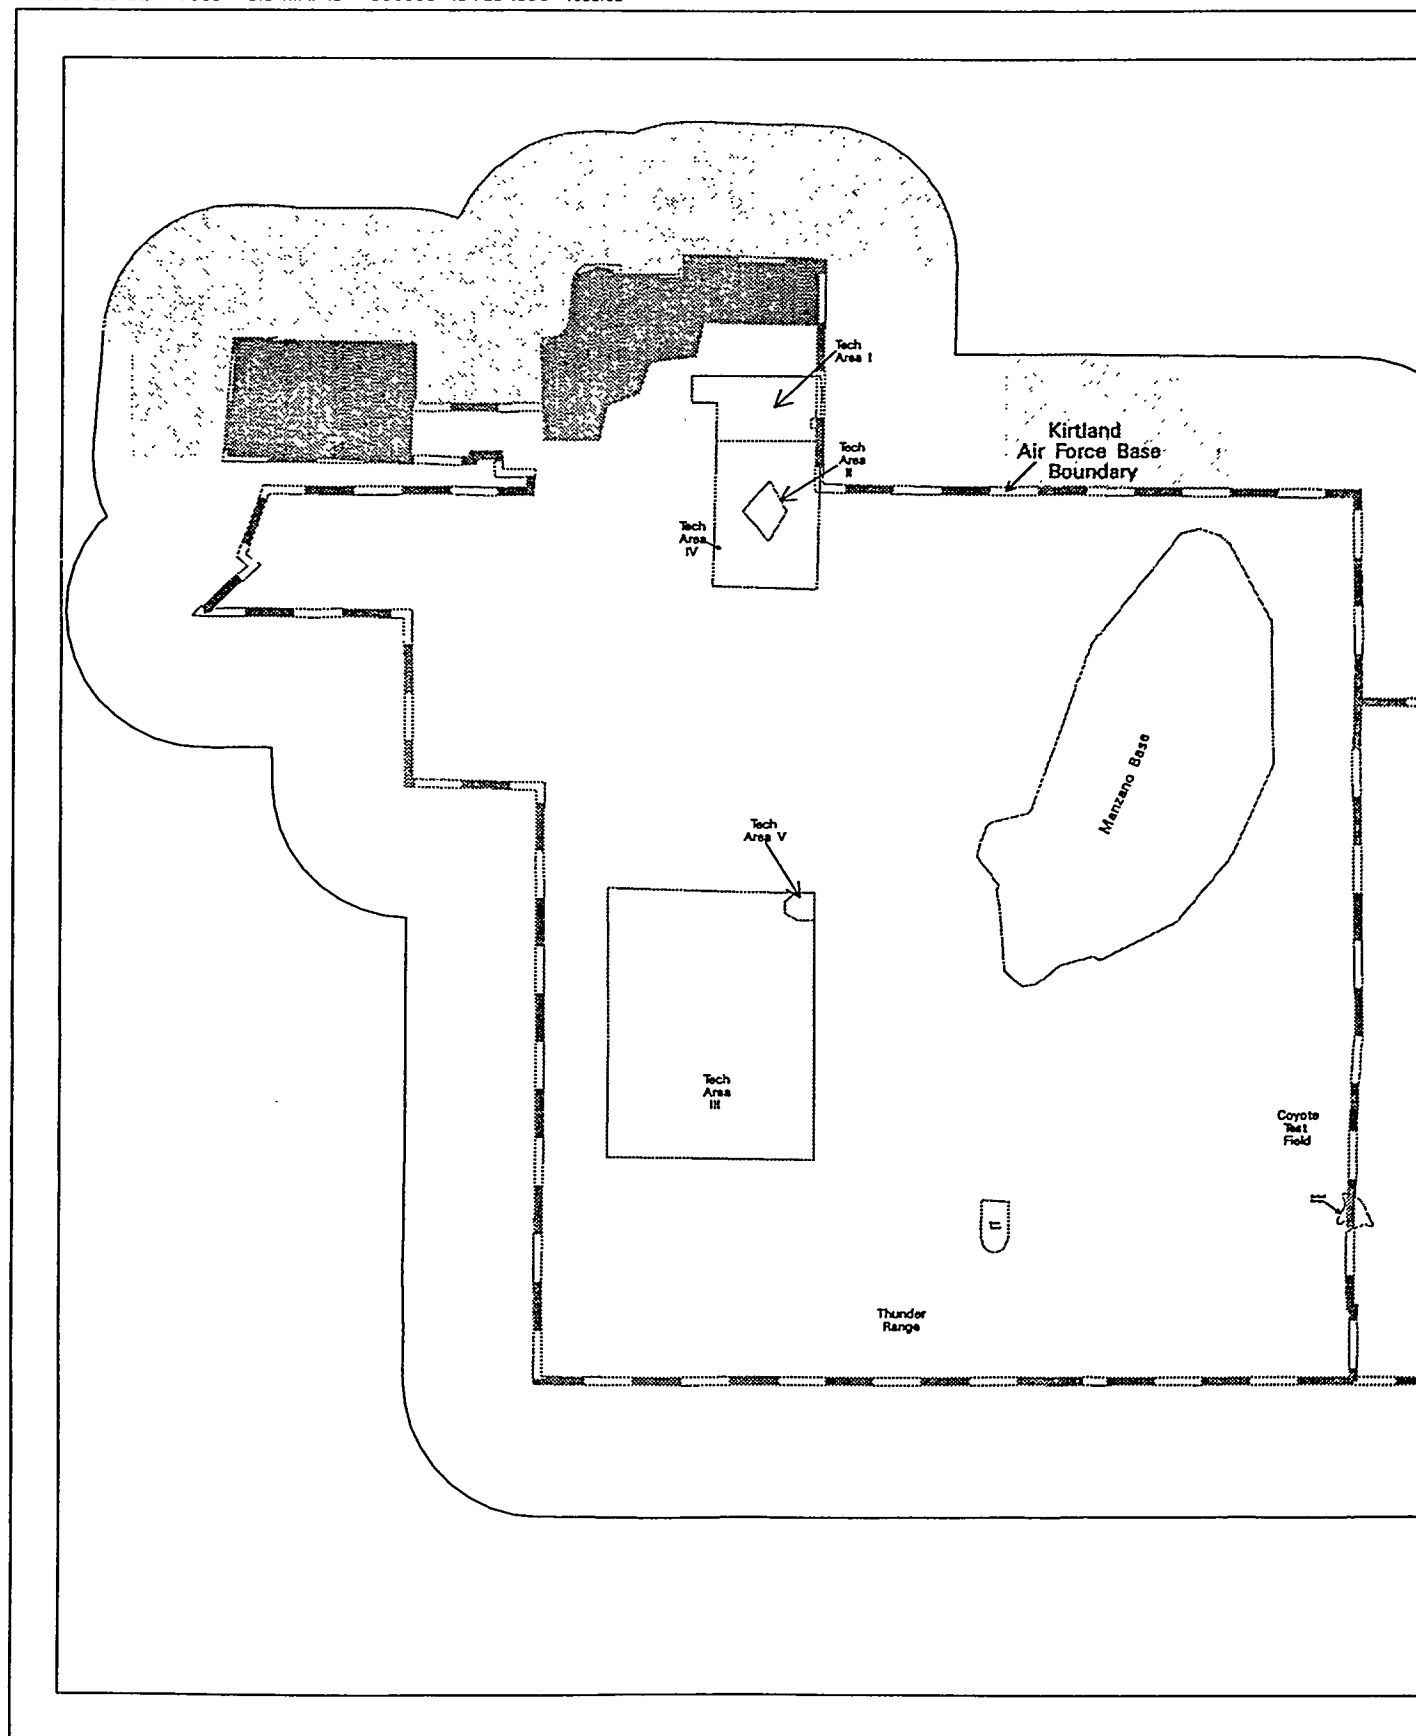 Tech
Area I
Kirtland
Air Force Base
Boundary
Tech
Area
II
Tech
Area
IV
Manzano Base
Tech
Area V
Tech
Area
III
Coyote
Test
Field
Thunder
Range